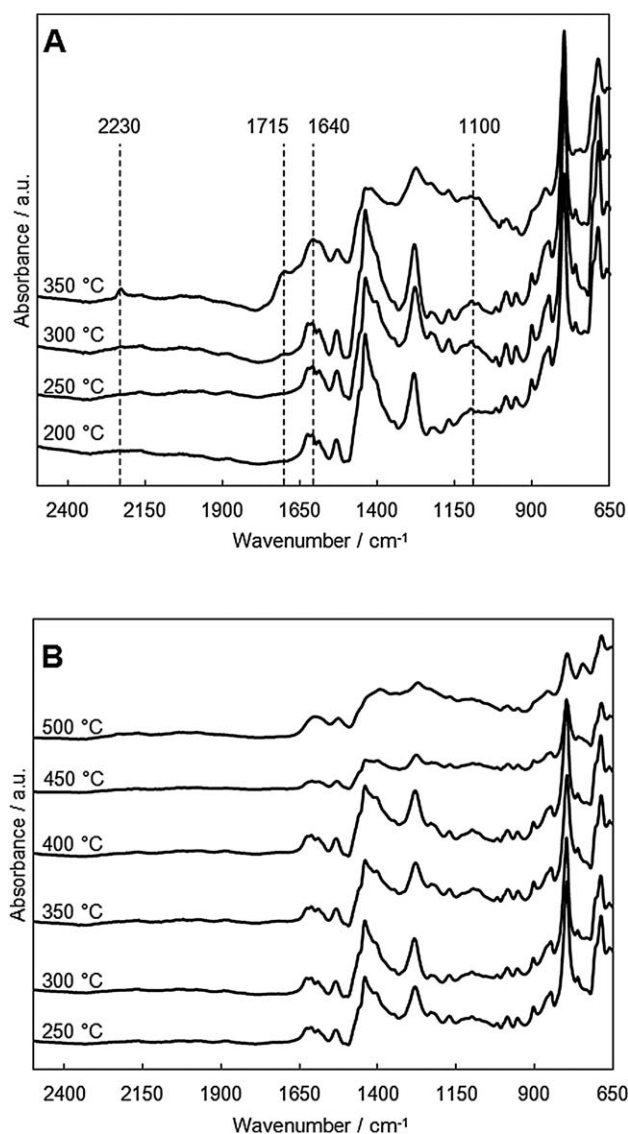 A
2230 1715 1640 1100
350 °C
300 °C
250 °C
200 °C
Absorbance / a.u.
2400 2150 1900 1650 1400 1150 900 650
Wavenumber / cm⁻¹
B
500 °C
450 °C
400 °C
350 °C
300 °C
250 °C
Absorbance / a.u.
2400 2150 1900 1650 1400 1150 900 650
Wavenumber / cm⁻¹